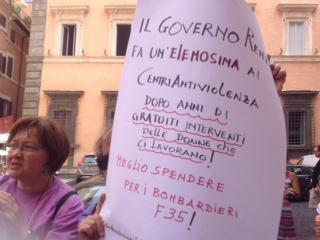 IL GOVERNO RENZI
FA UN'ELEMOSINA AI
CENTRI ANTIVIOLENZA
DOPO ANNI DI
GRATUITI INTERVENTI
DELLE DONNE CHE
CI LAVORANO!
MEGLIO SPENDERE
PER I BOMBARDIERI
F35!